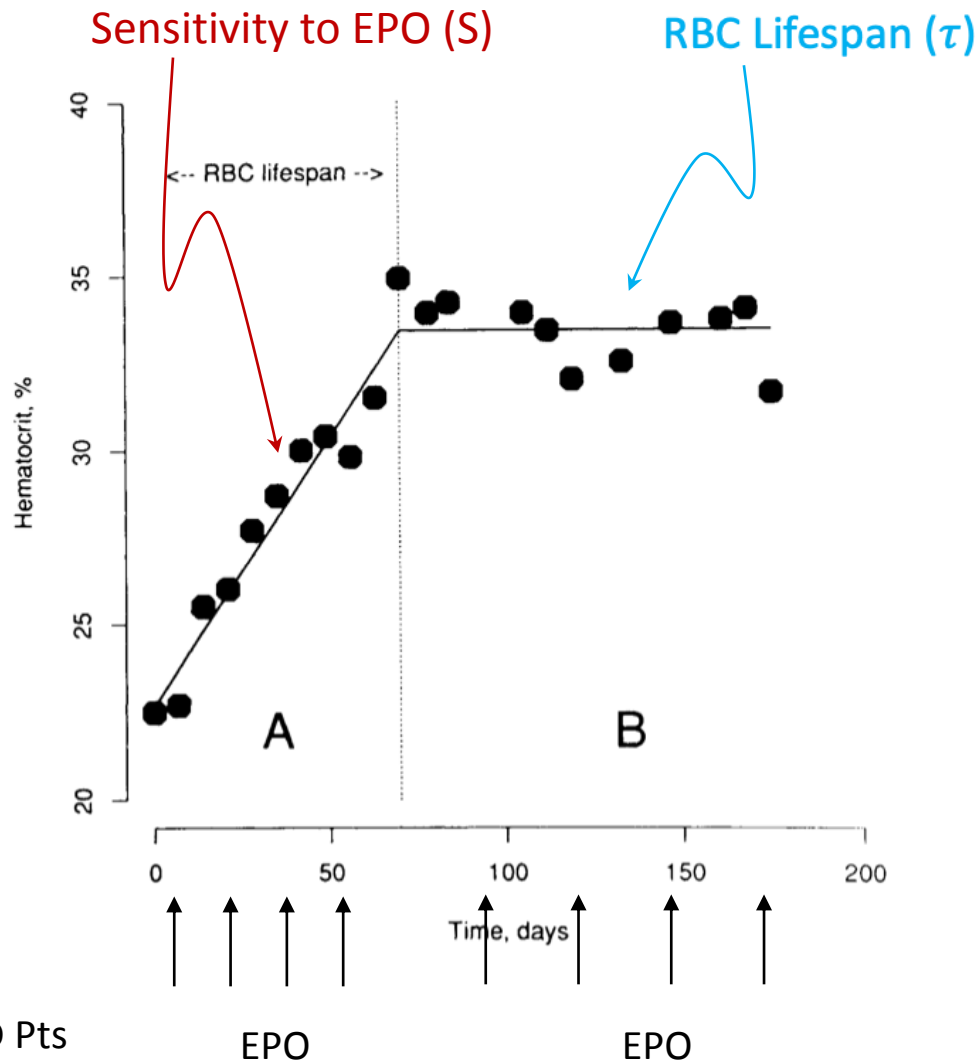 Sensitivity to EPO (S)
RBC Lifespan (τ)
40
<-- RBC lifespan -->
35
30
25
20
Hematocrit, %
A
B
0 50 100 150 200
Time, days
Pts
EPO
EPO